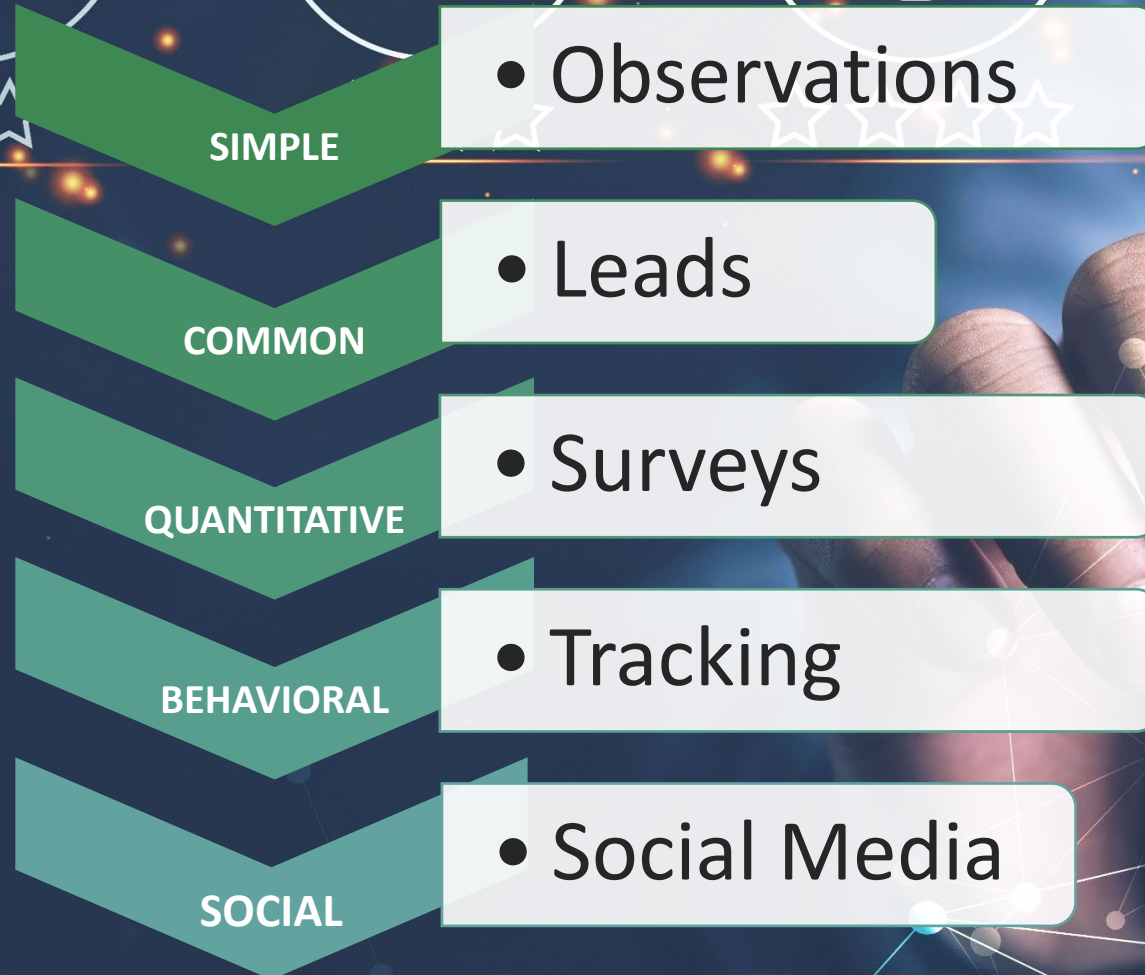 SIMPLE
• Observations
COMMON
• Leads
QUANTITATIVE
• Surveys
BEHAVIORAL
• Tracking
SOCIAL
• Social Media